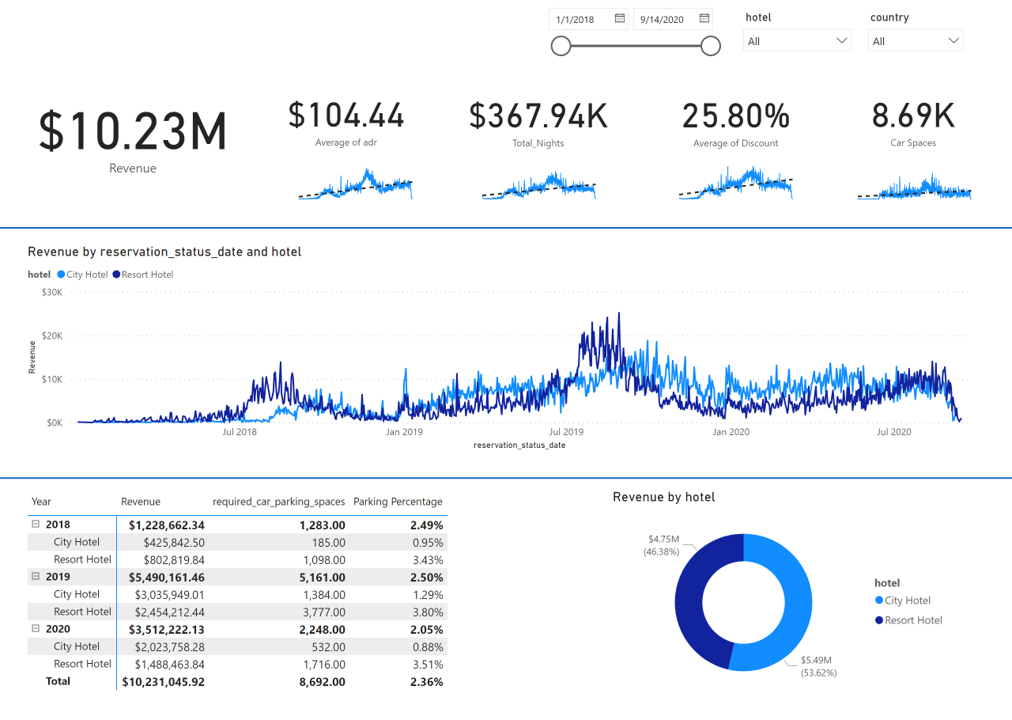 1/1/2018 9/14/2020
hotel
All
country
All
$10.23M
Revenue
$104.44
Average of adr
$367.94K
Total_Nights
25.80%
Average of Discount
8.69K
Car Spaces
Revenue by reservation_status_date and hotel
hotel City Hotel Resort Hotel
Revenue
$30K
$20K
$10K
$0K
Jul 2018 Jan 2019 Jul 2019 Jan 2020 Jul 2020
reservation_status_date
Year Revenue required_car_parking_spaces Parking Percentage
2018 $1,228,662.34 1,283.00 2.49%
City Hotel $425,842.50 185.00 0.95%
Resort Hotel $802,819.84 1,098.00 3.43%
2019 $5,490,161.46 5,161.00 2.50%
City Hotel $3,035,949.01 1,384.00 1.29%
Resort Hotel $2,454,212.44 3,777.00 3.80%
2020 $3,512,222.13 2,248.00 2.05%
City Hotel $2,023,758.28 532.00 0.88%
Resort Hotel $1,488,463.84 1,716.00 3.51%
Total $10,231,045.92 8,692.00 2.36%
Revenue by hotel
$4.75M
(46.38%)
$5.49M
(53.62%)
hotel
City Hotel
Resort Hotel